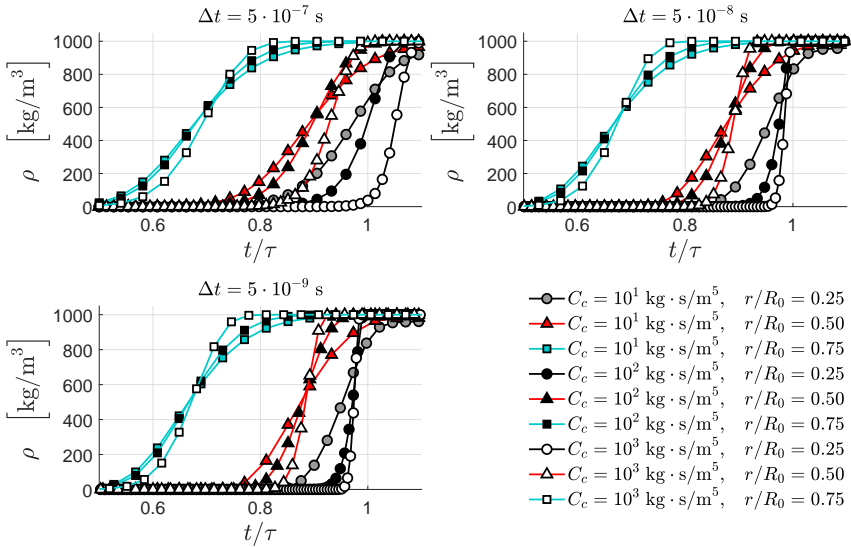 Δt = 5 · 10⁻⁷ s
1000
800
600
400
200
0
ρ [kg/m³]
0.6 0.8 1
t/τ
Δt = 5 · 10⁻⁸ s
1000
800
600
400
200
0
ρ [kg/m³]
0.6 0.8 1
t/τ
Δt = 5 · 10⁻⁹ s
1000
800
600
400
200
0
ρ [kg/m³]
0.6 0.8 1
t/τ
C_c = 10¹ kg · s/m⁵, r/R₀ = 0.25
C_c = 10¹ kg · s/m⁵, r/R₀ = 0.50
C_c = 10¹ kg · s/m⁵, r/R₀ = 0.75
C_c = 10² kg · s/m⁵, r/R₀ = 0.25
C_c = 10² kg · s/m⁵, r/R₀ = 0.50
C_c = 10² kg · s/m⁵, r/R₀ = 0.75
C_c = 10³ kg · s/m⁵, r/R₀ = 0.25
C_c = 10³ kg · s/m⁵, r/R₀ = 0.50
C_c = 10³ kg · s/m⁵, r/R₀ = 0.75